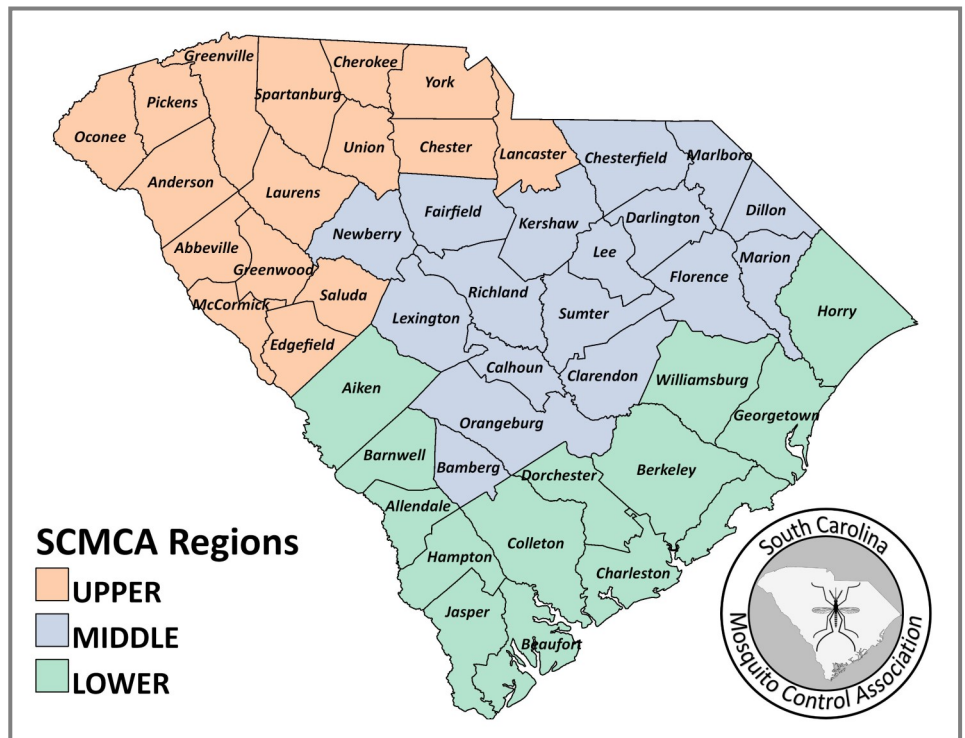 Greenville
Cherokee
York
Pickens
Spartanburg
Oconee
Union
Chester
Lancaster
Chesterfield
Marlboro
Anderson
Laurens
Fairfield
Kershaw
Darlington
Dillon
Newberry
Abbeville
Lee
Marion
Greenwood
Florence
Saluda
Richland
McCormick
Lexington
Sumter
Horry
Edgefield
Calhoun
Clarendon
Williamsburg
Aiken
Georgetown
Orangeburg
Barnwell
Bamberg
Dorchester
Berkeley
Allendale
Colleton
Hampton
Charleston
Jasper
Beaufort
SCMCA Regions
UPPER
MIDDLE
LOWER
South Carolina
Mosquito Control Association